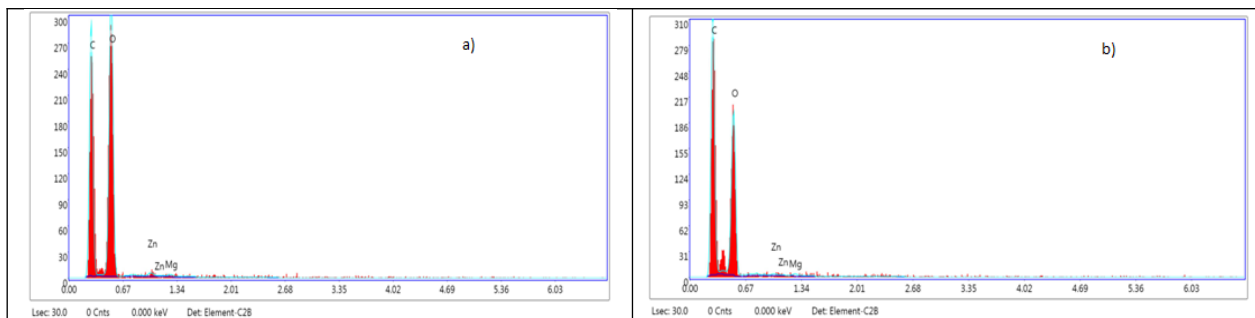 a)
300
270
240
210
180
150
120
90
60
30
0
C
O
Zn
Zn
Mg
0.00 0.67 1.34 2.01 2.68 3.35 4.02 4.69 5.36 6.03
Lsec: 30.0 0 Cnts 0.000 keV Det: Element-C2B
b)
310
279
248
217
186
155
124
93
62
31
0
C
O
Zn
Zn
Mg
0.00 0.67 1.34 2.01 2.68 3.35 4.02 4.69 5.36 6.03
Lsec: 30.0 0 Cnts 0.000 keV Det: Element-C2B